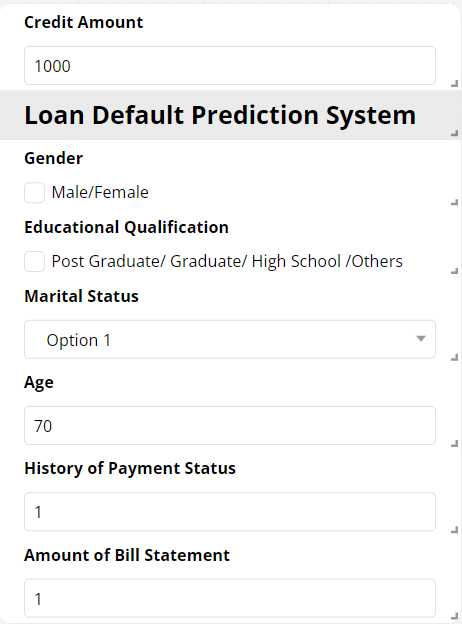 Credit Amount
1000
Loan Default Prediction System
Gender
Male/Female
Educational Qualification
Post Graduate/ Graduate/ High School /Others
Marital Status
Option 1
Age
70
History of Payment Status
1
Amount of Bill Statement
1